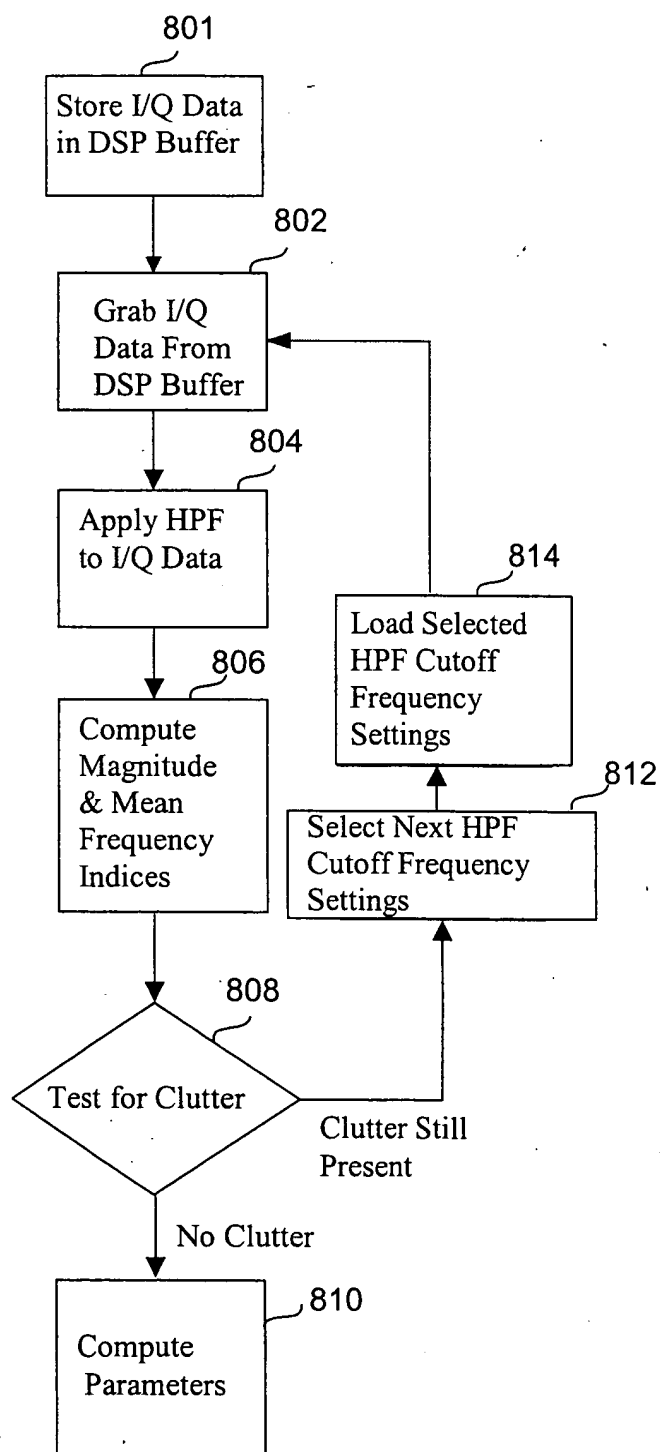 801
Store I/Q Data
in DSP Buffer
802
Grab I/Q
Data From
DSP Buffer
804
Apply HPF
to I/Q Data
814
Load Selected
HPF Cutoff
Frequency
Settings
806
Compute
Magnitude
& Mean
Frequency
Indices
812
Select Next HPF
Cutoff Frequency
Settings
808
Test for Clutter
Clutter Still
Present
No Clutter
810
Compute
Parameters